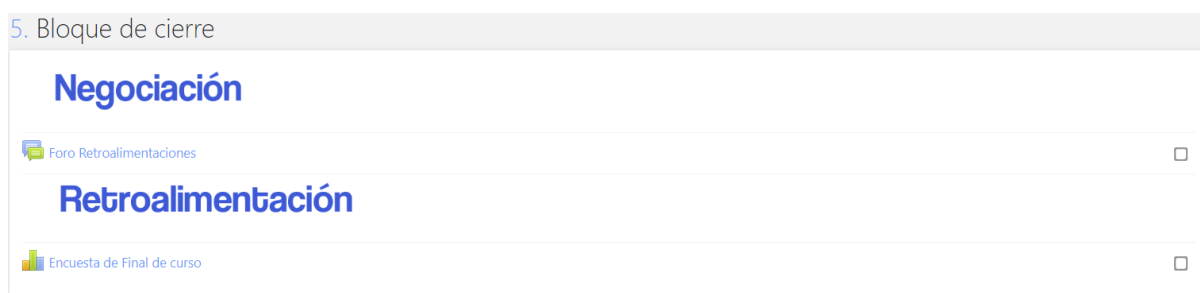 5. Bloque de cierre
Negociación
Foro Retroalimentaciones
Retroalimentación
Encuesta de Final de curso